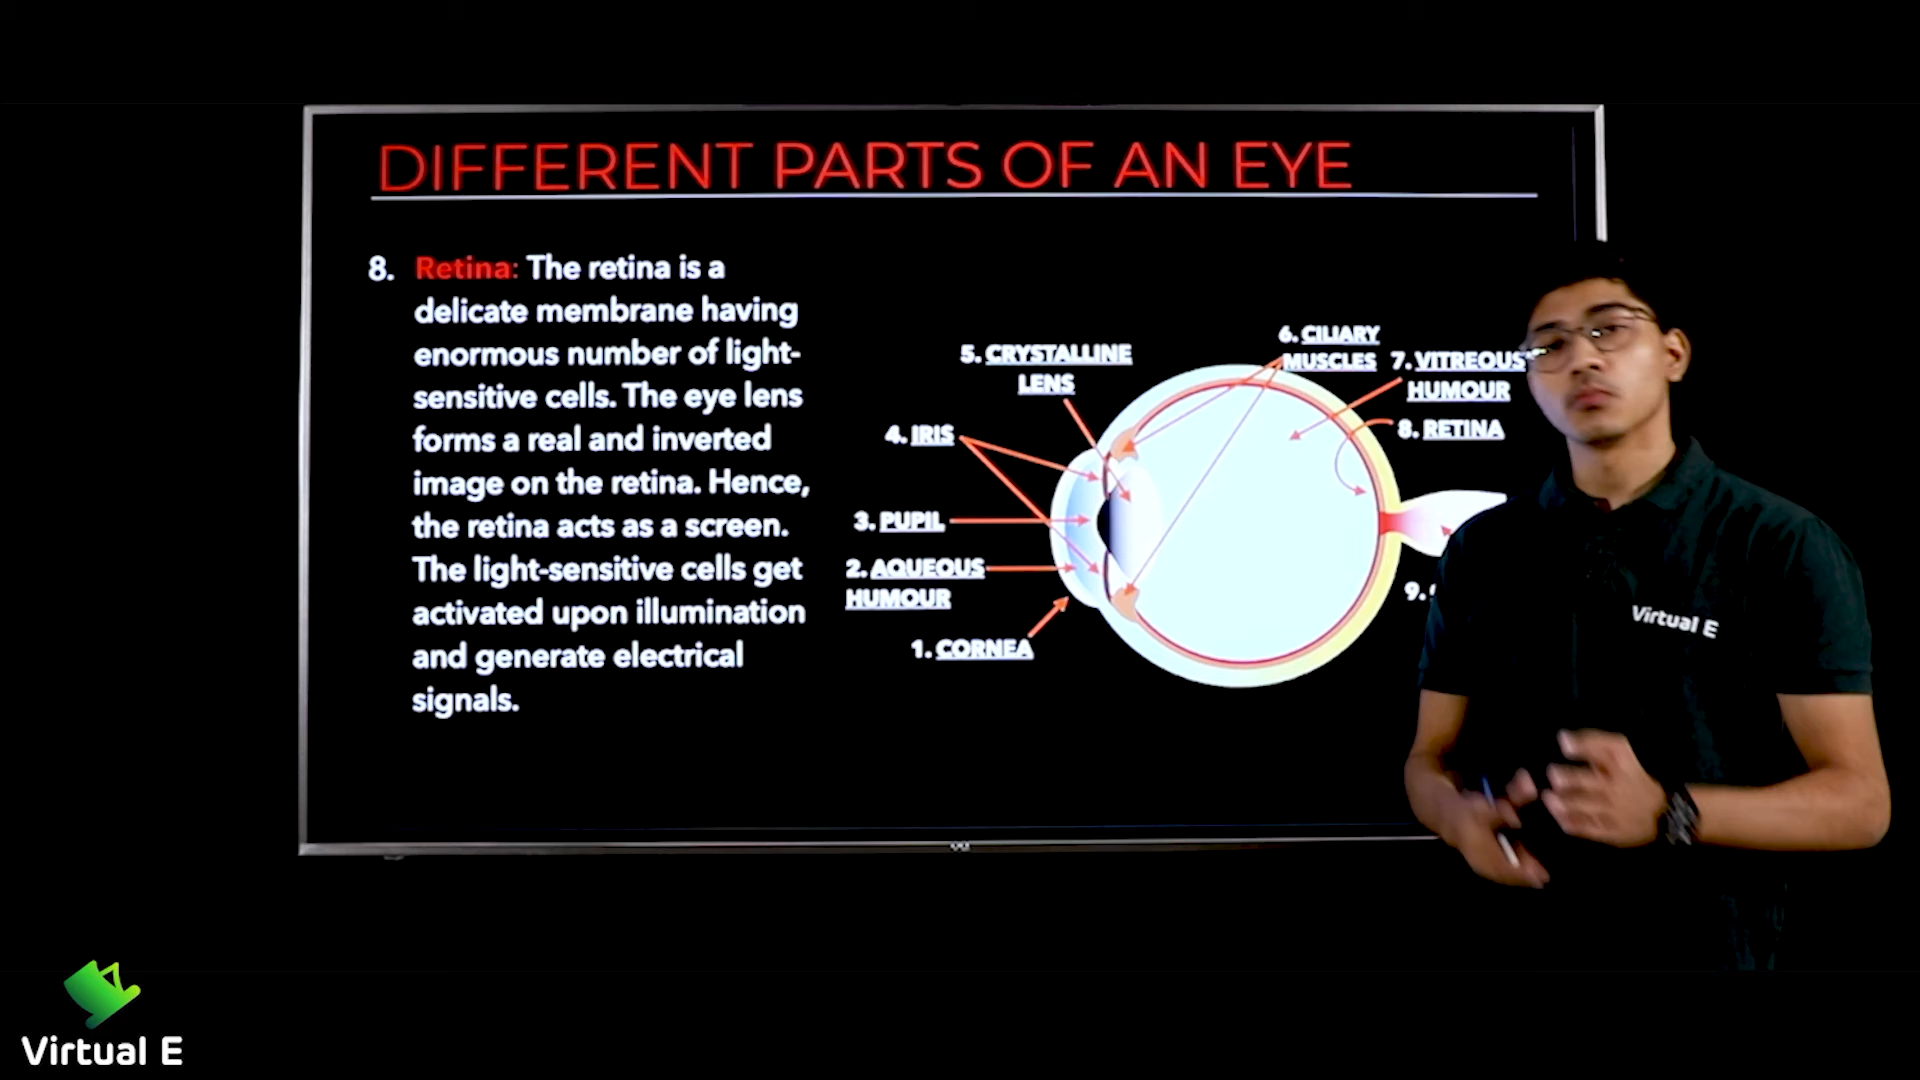 DIFFERENT PARTS OF AN EYE
8. Retina: The retina is a
delicate membrane having
enormous number of light-
sensitive cells. The eye lens
forms a real and inverted
image on the retina. Hence,
the retina acts as a screen.
The light-sensitive cells get
activated upon illumination
and generate electrical
signals.
5. CRYSTALLINE
LENS
6. CILIARY
MUSCLES
7. VITREOUS
HUMOUR
4. IRIS
8. RETINA
3. PUPIL
2. AQUEOUS
HUMOUR
9.
1. CORNEA
Virtual E
Virtual E